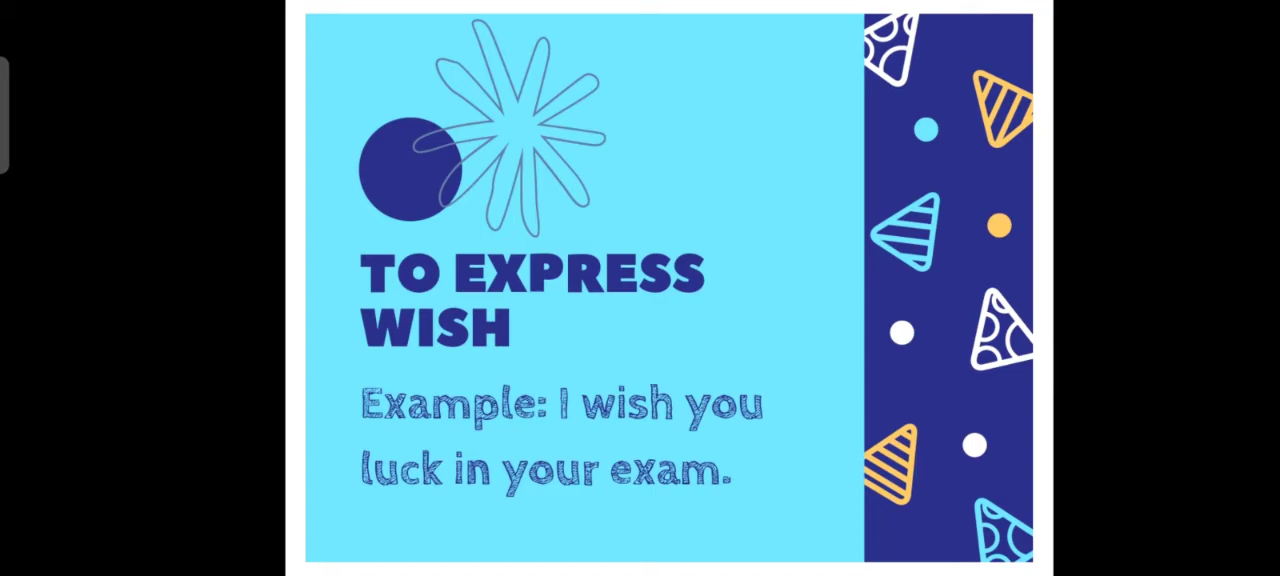 TO EXPRESS
WISH
Example: I wish you
luck in your exam.